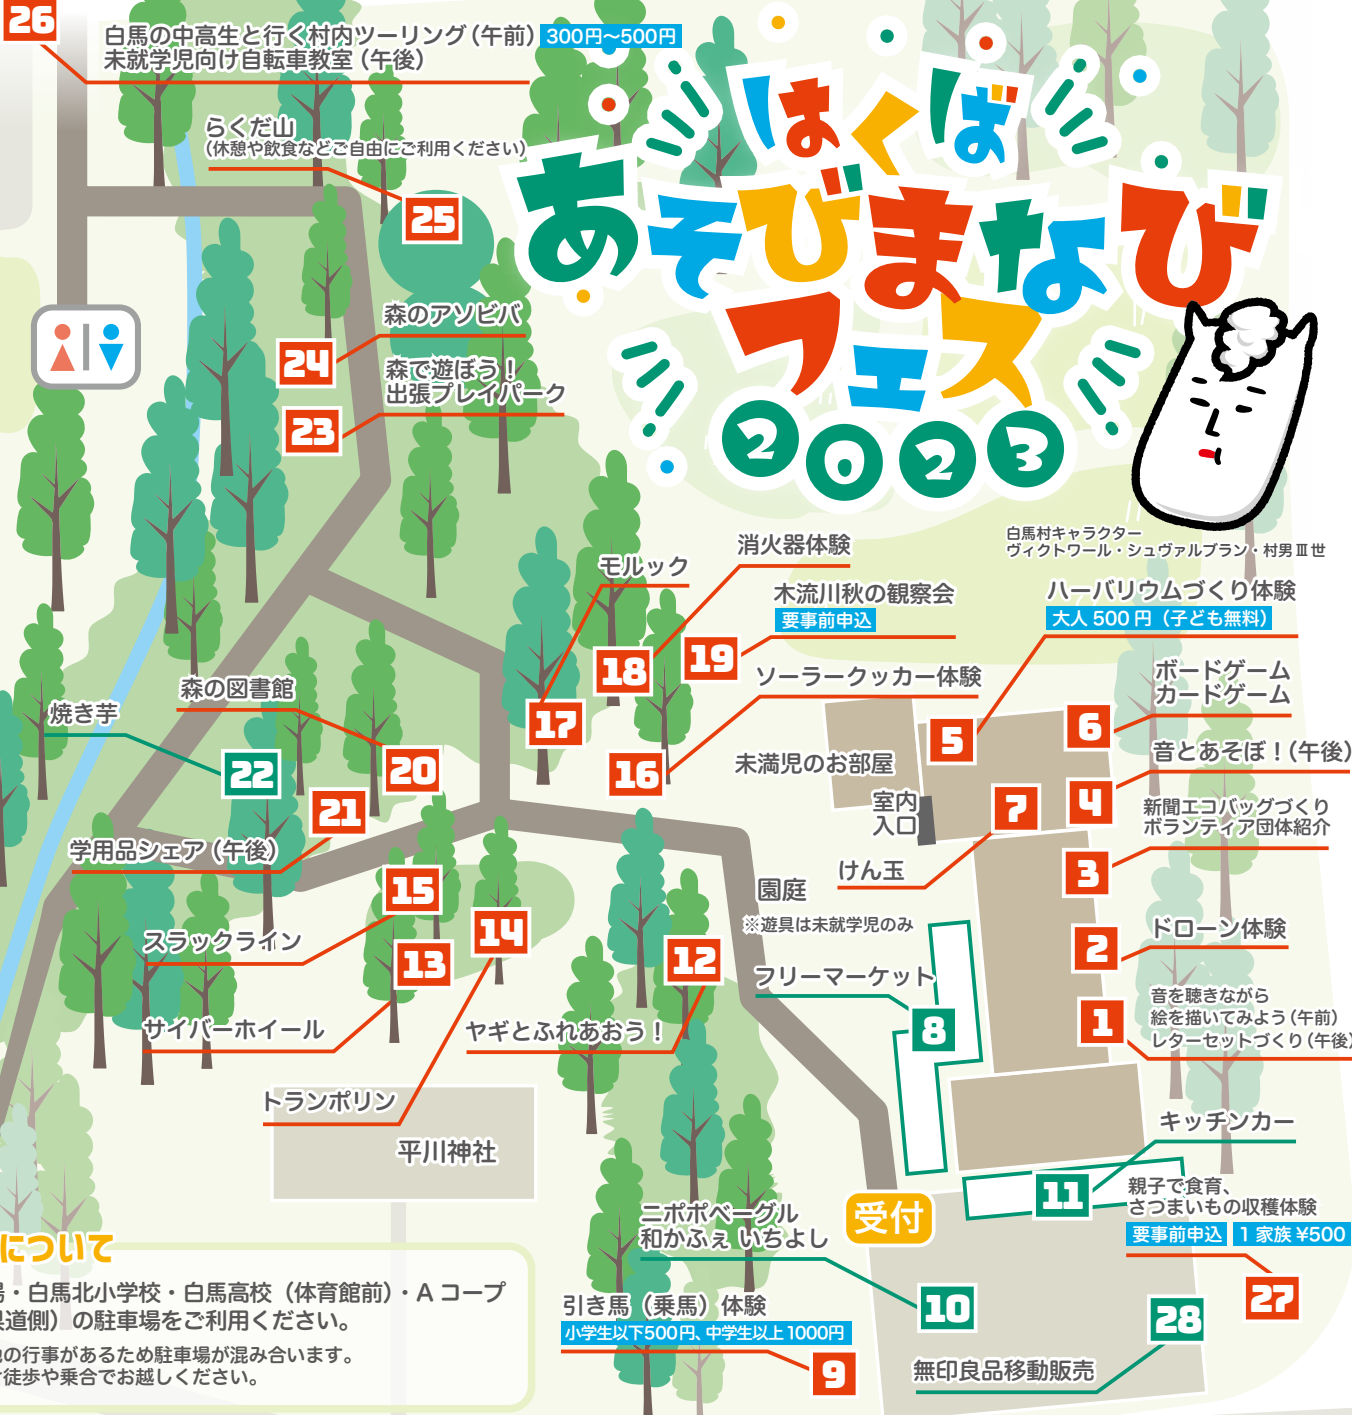 はくば
あそびまなび
フェス
2023
白馬村キャラクター
ヴィクトワール・シュヴァルブラン・村男Ⅲ世
26
白馬の中高生と行く村内ツーリング（午前） 300円〜500円
未就学児向け自転車教室（午後）
らくだ山
（休憩や飲食などご自由にご利用ください）
25
森のアソビバ
24
森で遊ぼう！
出張プレイパーク
23
消火器体験
モルック
木流川秋の観察会
要事前申込
18
19
17
ハーバリウムづくり体験
大人 500 円（子ども無料）
ソーラークッカー体験
16
5
ボードゲーム
カードゲーム
6
森の図書館
焼き芋
22
20
21
未満児のお部屋
室内
入口
7
音とあそぼ！（午後）
4
新聞エコバッグづくり
ボランティア団体紹介
3
学用品シェア（午後）
けん玉
園庭
※遊具は未就学児のみ
15
14
13
12
スラックライン
サイバーホイール
ドローン体験
2
フリーマーケット
8
音を聴きながら
絵を描いてみよう（午前）
レターセットづくり（午後）
1
ヤギとふれあおう！
トランポリン
平川神社
キッチンカー
11
親子で食育、
さつまいもの収穫体験
要事前申込 1 家族 ¥500
27
受付
ニポポベーグル
和かふぇ いちよし
10
引き馬（乗馬）体験
小学生以下500円、中学生以上1000円
9
28
無印良品移動販売
について
・白馬北小学校・白馬高校（体育館前）・A コープ
道側）の駐車場をご利用ください。
の行事があるため駐車場が混み合います。
徒歩や乗合でお越しください。